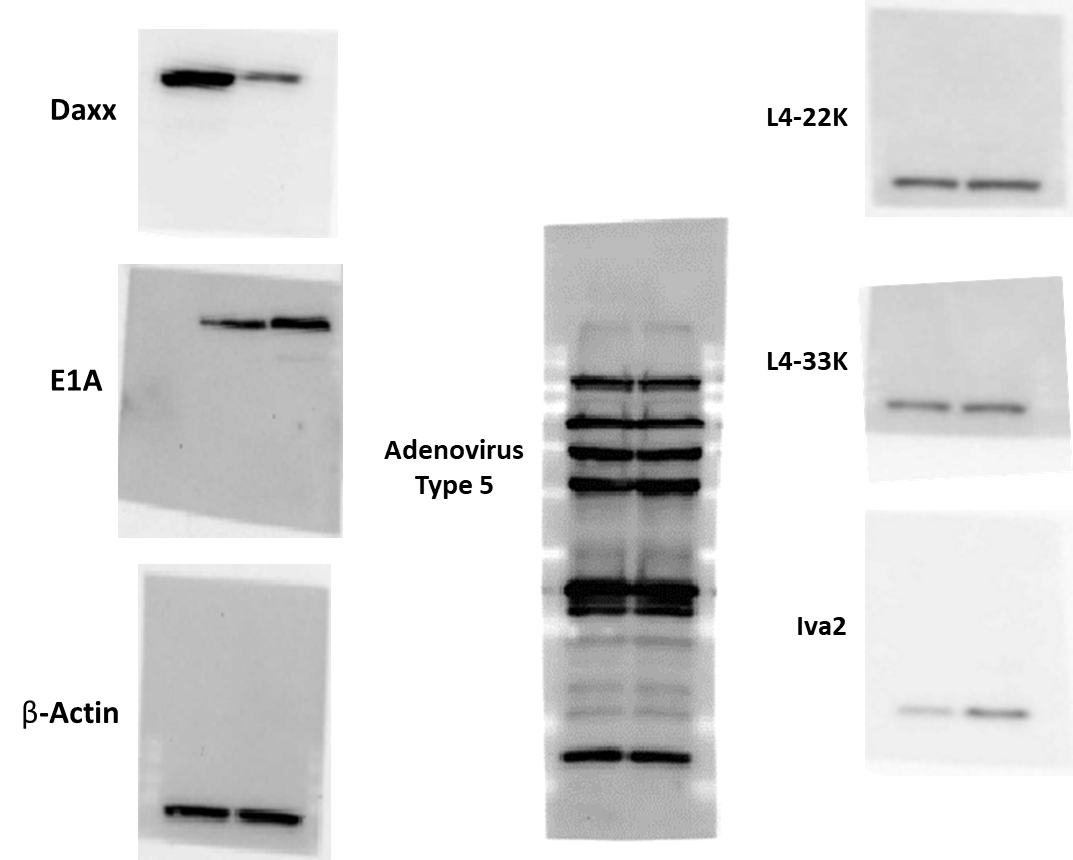 Daxx
E1A
β-Actin
Adenovirus
Type 5
L4-22K
L4-33K
Iva2